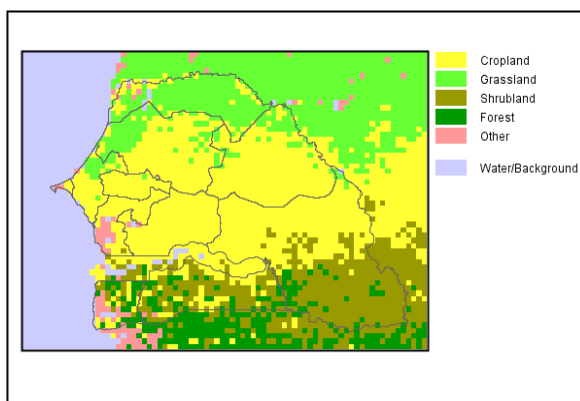 Cropland
Grassland
Shrubland
Forest
Other
Water/Background